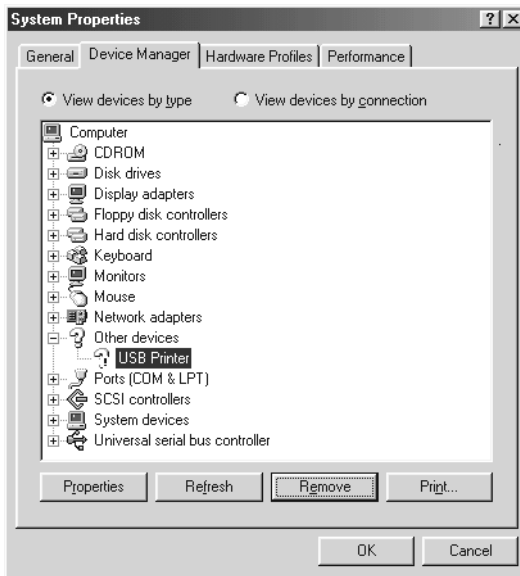 System Properties
General Device Manager Hardware Profiles Performance
View devices by type View devices by connection
Computer
CDROM
Disk drives
Display adapters
Floppy disk controllers
Hard disk controllers
Keyboard
Monitors
Mouse
Network adapters
Other devices
USB Printer
Ports (COM & LPT)
SCSI controllers
System devices
Universal serial bus controller
Properties Refresh Remove Print...
OK Cancel